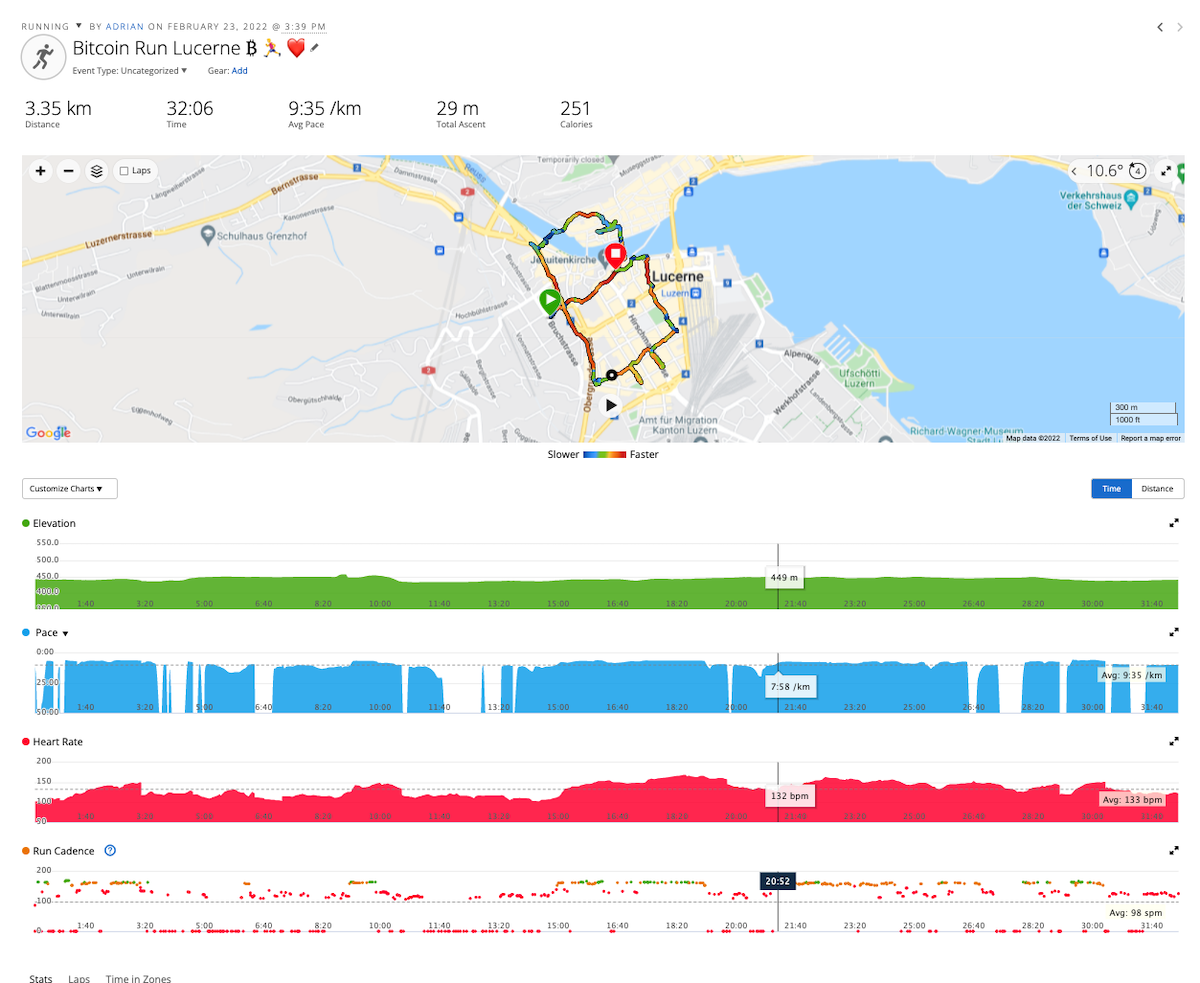 RUNNING ▼ BY ADRIAN ON FEBRUARY 23, 2022 @ 3:39 PM
Bitcoin Run Lucerne ₿ 🏃‍♀️ ❤️
Event Type: Uncategorized ▼ Gear: Add
3.35 km 32:06 9:35 /km 29 m 251
Distance Time Avg Pace Total Ascent Calories
Laps
10.6° 4
Temporarily closed
Museggstrasse
Reuss
Dammstrasse
Längweiherstrasse
Bernstrasse
Kanonenstrasse
Luzernerstrasse
Schulhaus Grenzhof
Verkehrshaus
der Schweiz
Blattenmoosstrasse
Unterwilrain
Unterwilrain
Unterwilrain
Jesuitenkirche
Bruchstrasse
Lucerne
Luzern
Hochbühlstrasse
Bruchstrasse
Alpenquai
Werkhofstrasse
Ufschötti
Luzern
Obergütschhalde
Amt für Migration
Kanton Luzern
Richard-Wagner-Museum
300 m
1000 ft
Google
Map data ©2022 Terms of Use Report a map error
Slower Faster
Customize Charts ▼
Time Distance
Elevation
550.0
500.0
450.0
449 m
400.0
350.0
1:40 3:20 5:00 6:40 8:20 10:00 11:40 13:20 15:00 16:40 18:20 20:00 21:40 23:20 25:00 26:40 28:20 30:00 31:40
Pace ▼
0:00
Avg: 9:35 /km
25:00
7:58 /km
50:00
1:40 3:20 5:00 6:40 8:20 10:00 11:40 13:20 15:00 16:40 18:20 20:00 21:40 23:20 25:00 26:40 28:20 30:00 31:40
Heart Rate
200
150
132 bpm
Avg: 133 bpm
100
1:40 3:20 5:00 6:40 8:20 10:00 11:40 13:20 15:00 16:40 18:20 20:00 21:40 23:20 25:00 26:40 28:20 30:00 31:40
Run Cadence ?
200
20:52
100
Avg: 98 spm
1:40 3:20 5:00 6:40 8:20 10:00 11:40 13:20 15:00 16:40 18:20 20:00 21:40 23:20 25:00 26:40 28:20 30:00 31:40
0
Stats Laps Time in Zones